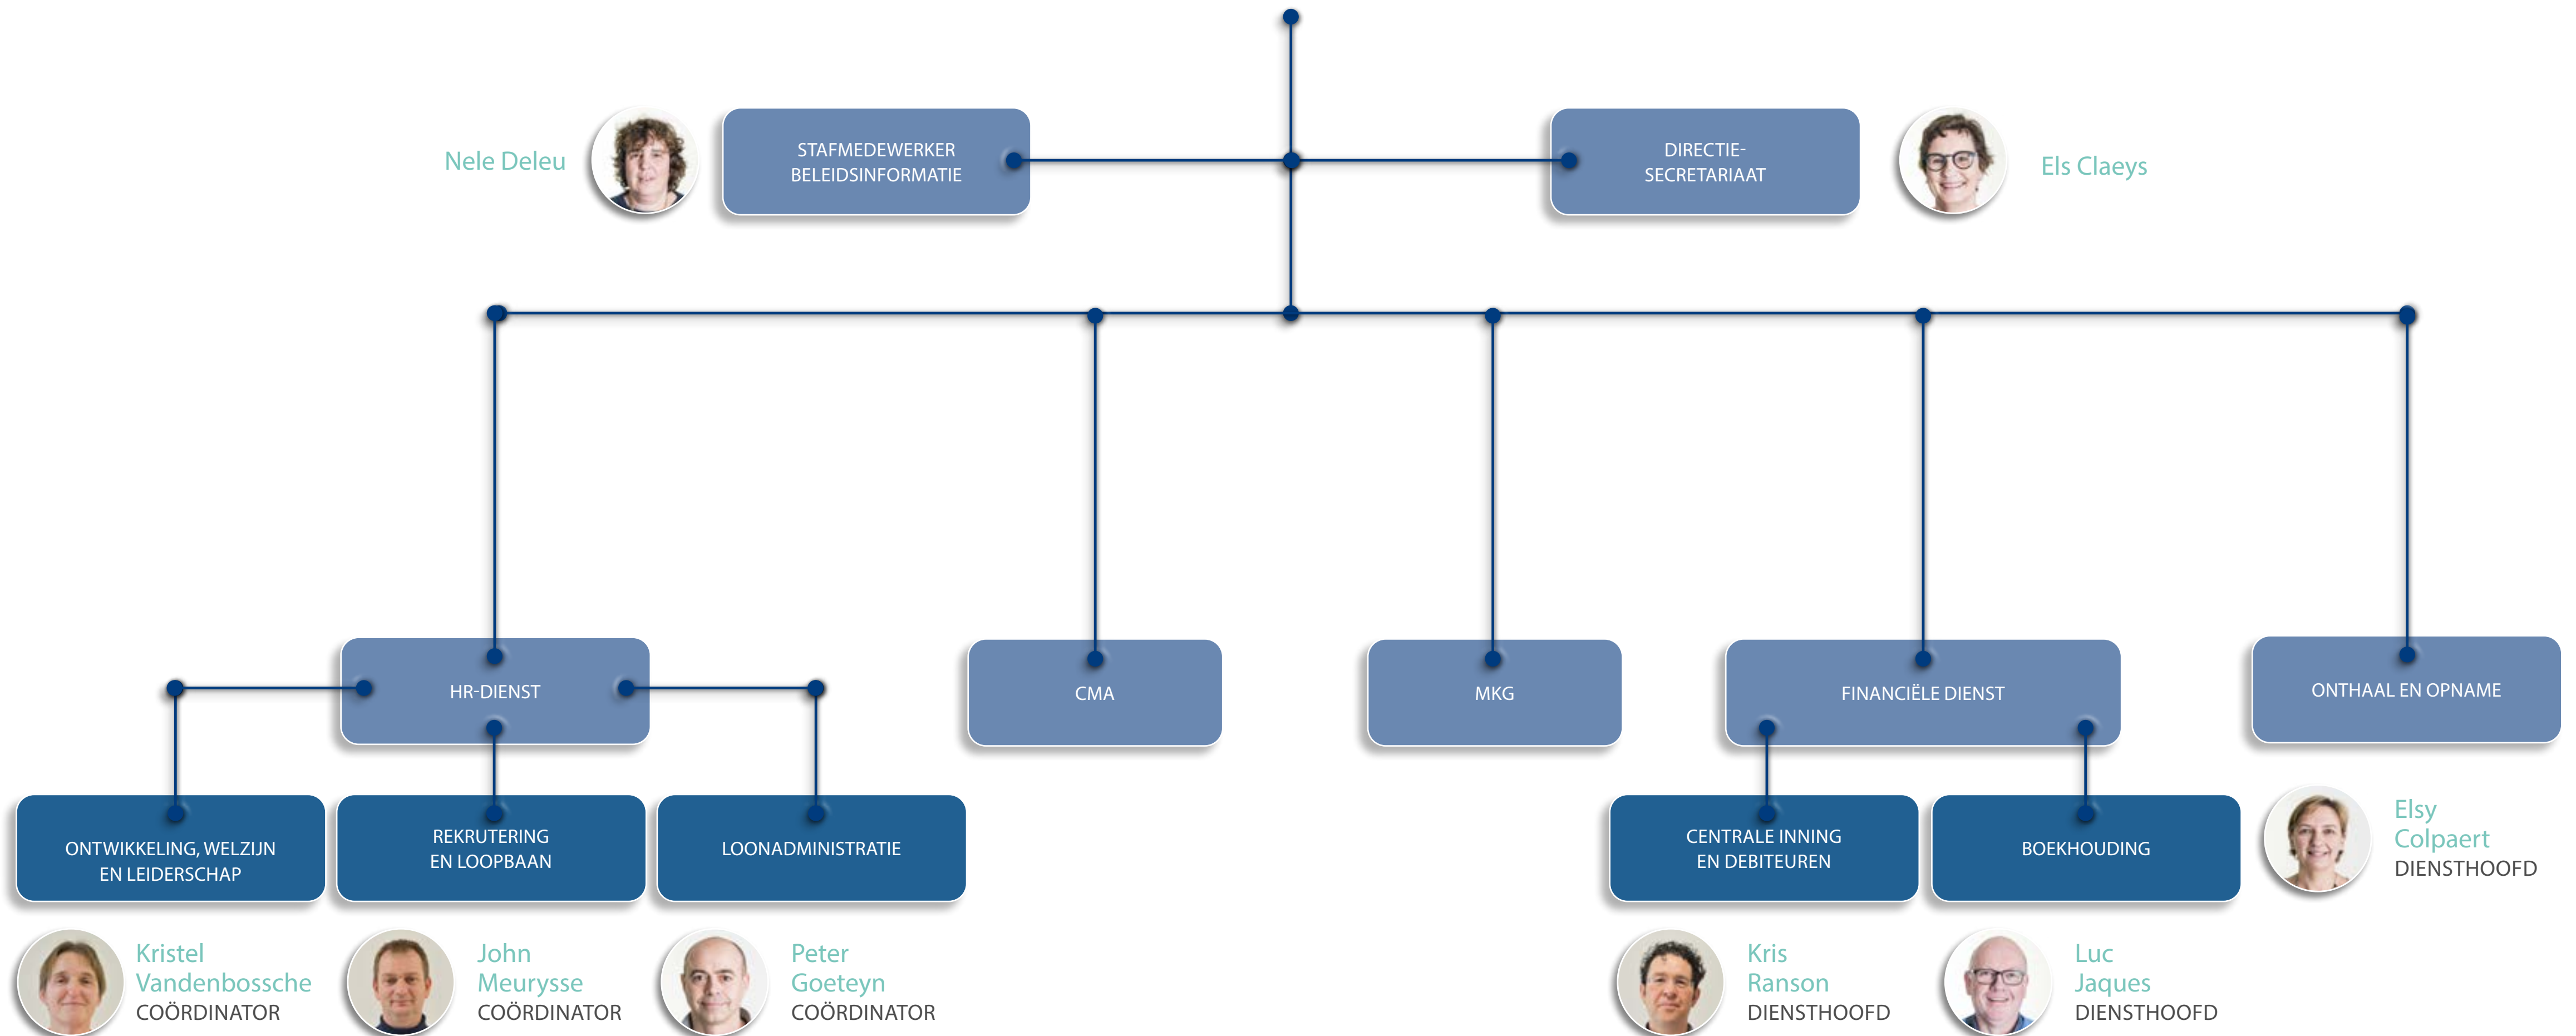 Nele Deleu
STAFMEDEWERKER
BELEIDSINFORMATIE
DIRECTIE-
SECRETARIAAT
Els Claeys
HR-DIENST
CMA
MKG
FINANCIËLE DIENST
ONTHAAL EN OPNAME
ONTWIKKELING, WELZIJN
EN LEIDERSCHAP
REKRUTERING
EN LOOPBAAN
LOONADMINISTRATIE
CENTRALE INNING
EN DEBITEUREN
BOEKHOUDING
Elsy
Colpaert
DIENSTHOOFD
Kristel
Vandenbossche
COÖRDINATOR
John
Meurysse
COÖRDINATOR
Peter
Goeteyn
COÖRDINATOR
Kris
Ranson
DIENSTHOOFD
Luc
Jaques
DIENSTHOOFD